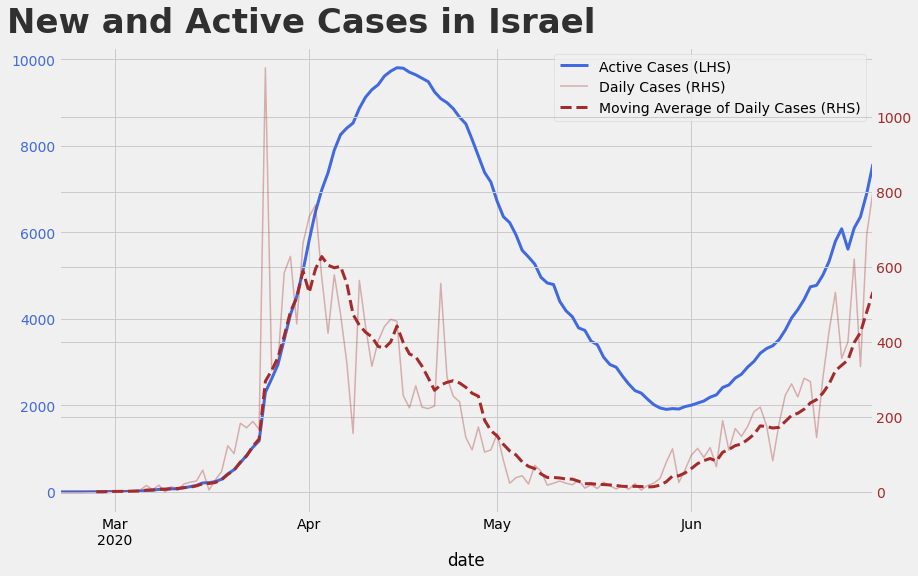 New and Active Cases in Israel
Active Cases (LHS)
Daily Cases (RHS)
Moving Average of Daily Cases (RHS)
10000
8000
6000
4000
2000
0
1000
800
600
400
200
0
Mar
2020
Apr
May
Jun
date